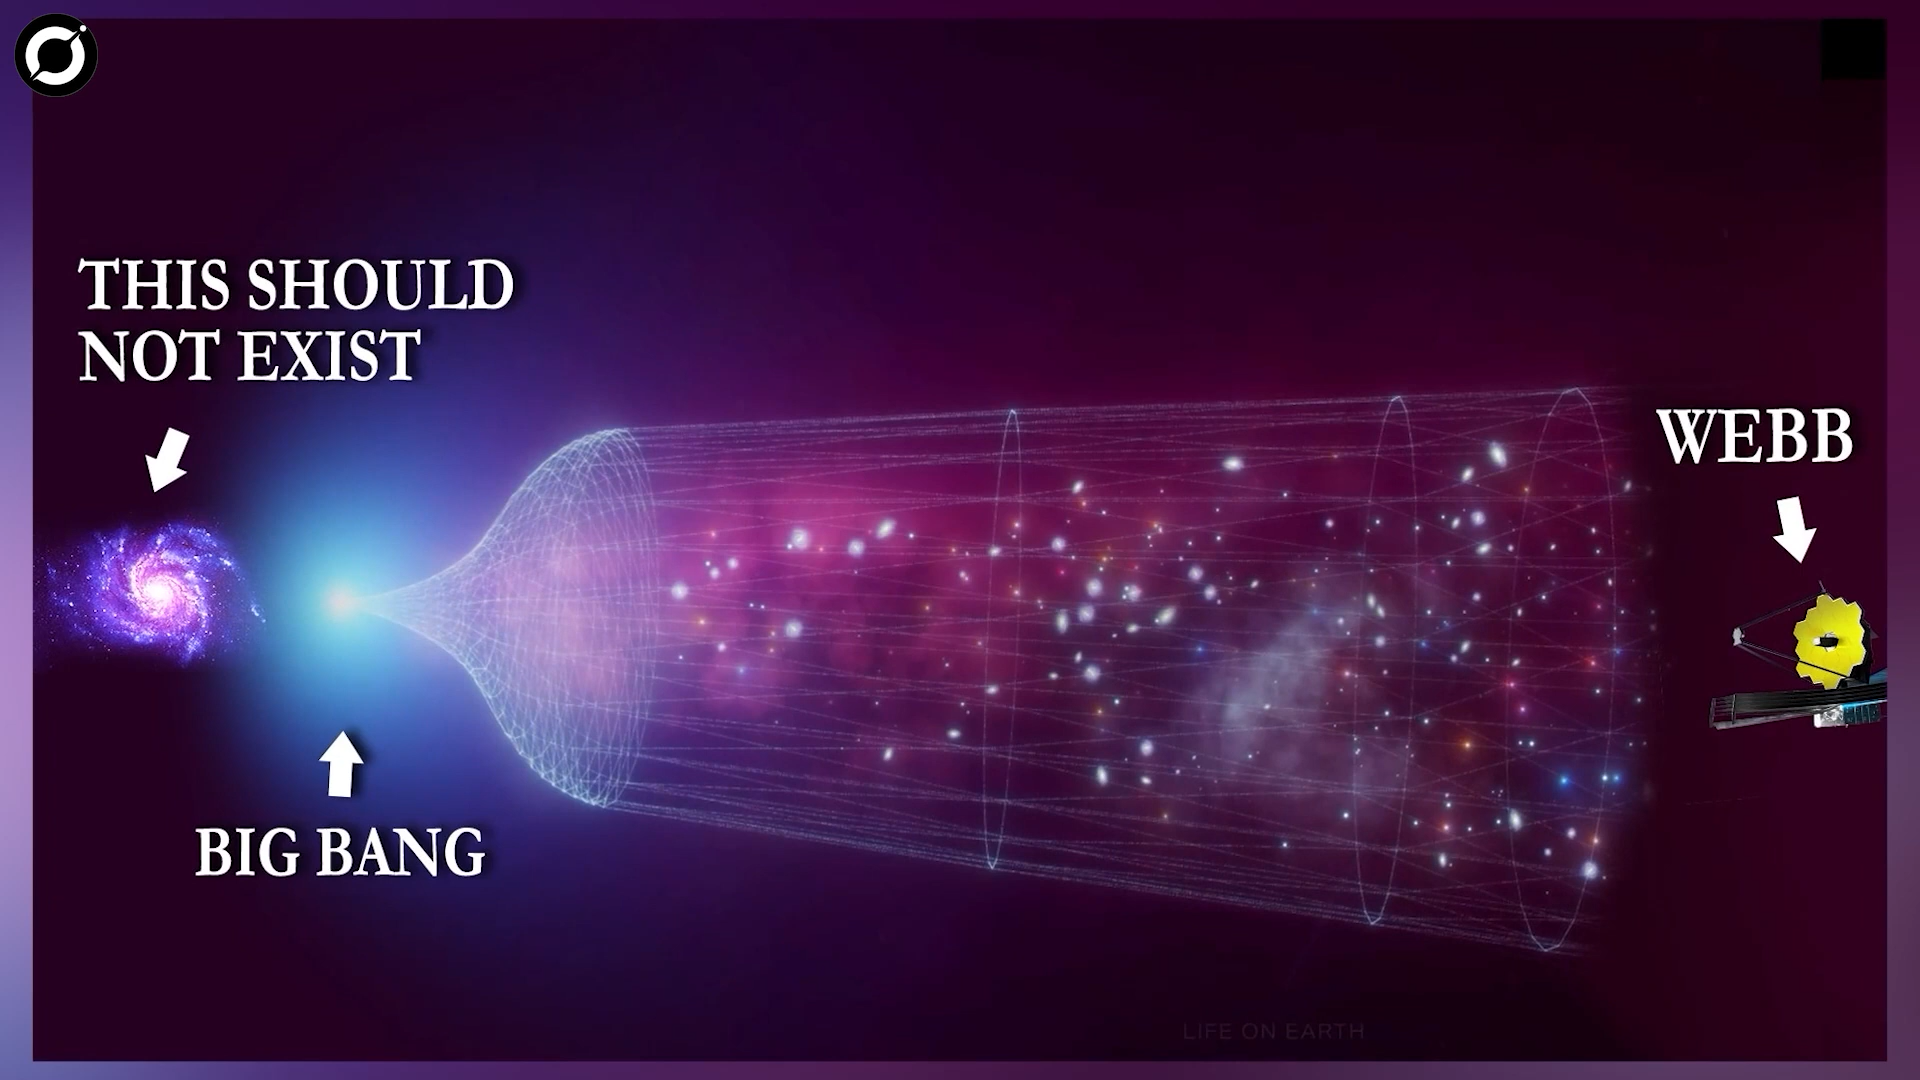 THIS SHOULD
NOT EXIST
WEBB
BIG BANG
LIFE ON EARTH